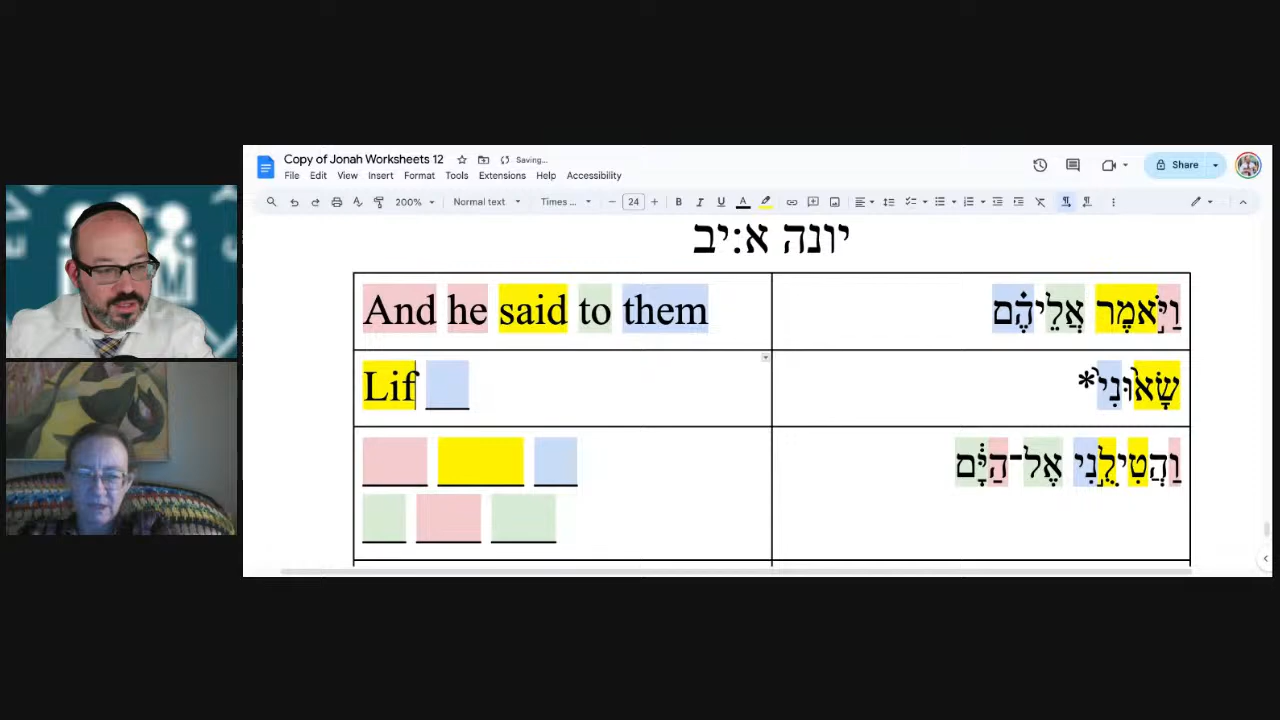 Copy of Jonah Worksheets 12 Saving...
File Edit View Insert Format Tools Extensions Help Accessibility
Share
200% Normal text Times ... 24 B I U A
יונה א:יב
And he said to them
וַיֹּ֣אמֶר אֲלֵיהֶ֗ם
Lif
שָׂא֙וּנִי֙*
וַהֲטִילֻ֣נִי אֶל־הַיָּ֔ם